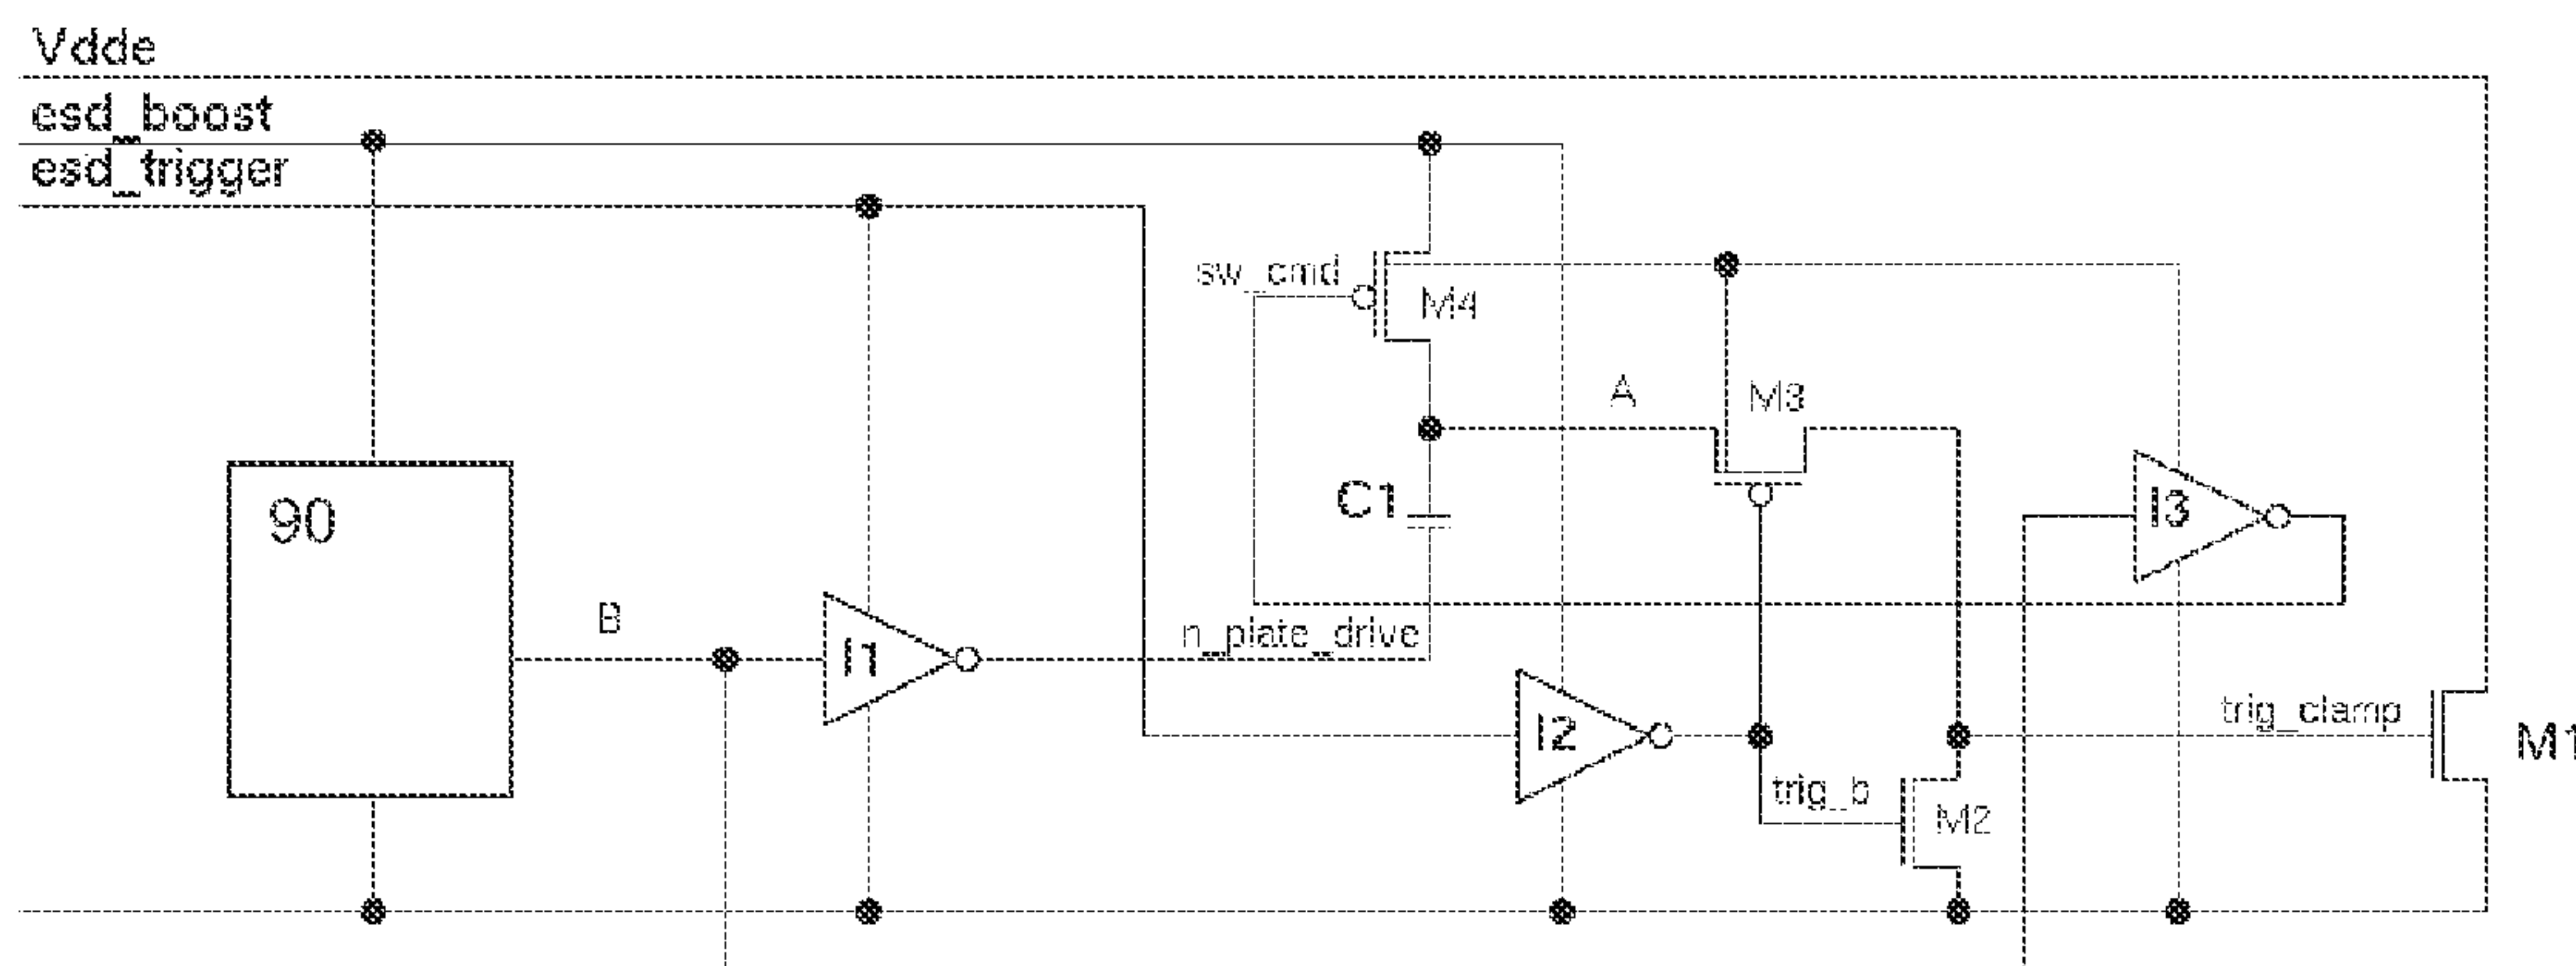 Vdde
esd_boost
esd_trigger
sw_cmd
M4
A
M3
C1
90
I3
B
n_plate_drive
I1
trig_clamp
I2
M1
trig_b
M2